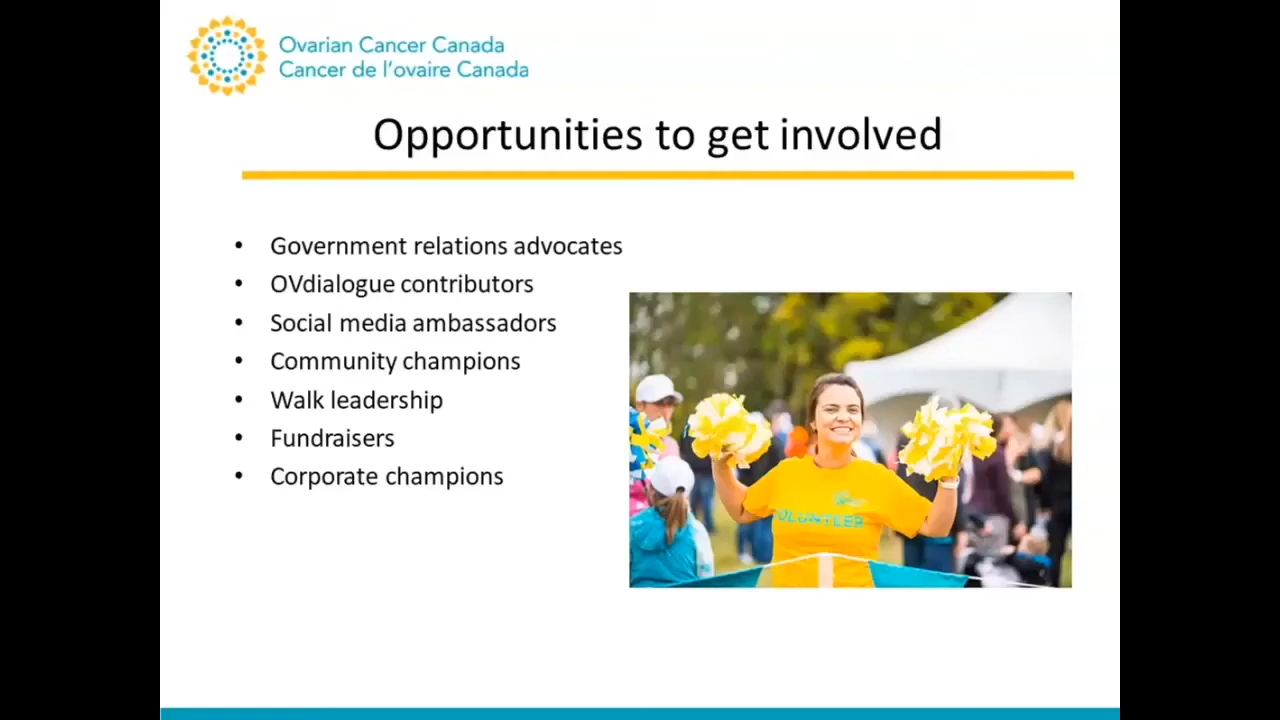 Ovarian Cancer Canada
Cancer de l'ovaire Canada
Opportunities to get involved
• Government relations advocates
• OVdialogue contributors
• Social media ambassadors
• Community champions
• Walk leadership
• Fundraisers
• Corporate champions
VOLUNTEER